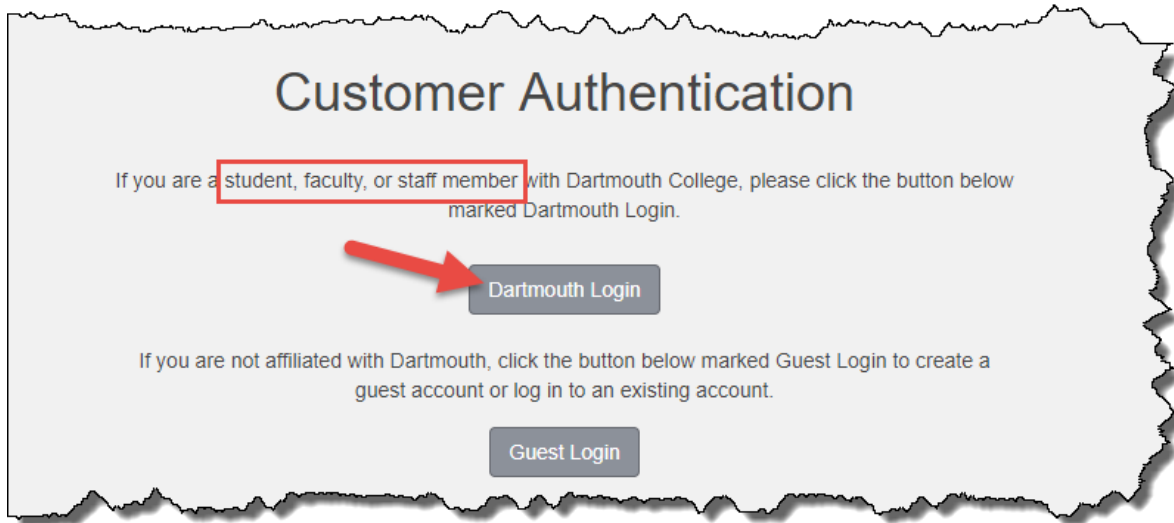 Customer Authentication
If you are a student, faculty, or staff member with Dartmouth College, please click the button below
marked Dartmouth Login.
Dartmouth Login
If you are not affiliated with Dartmouth, click the button below marked Guest Login to create a
guest account or log in to an existing account.
Guest Login